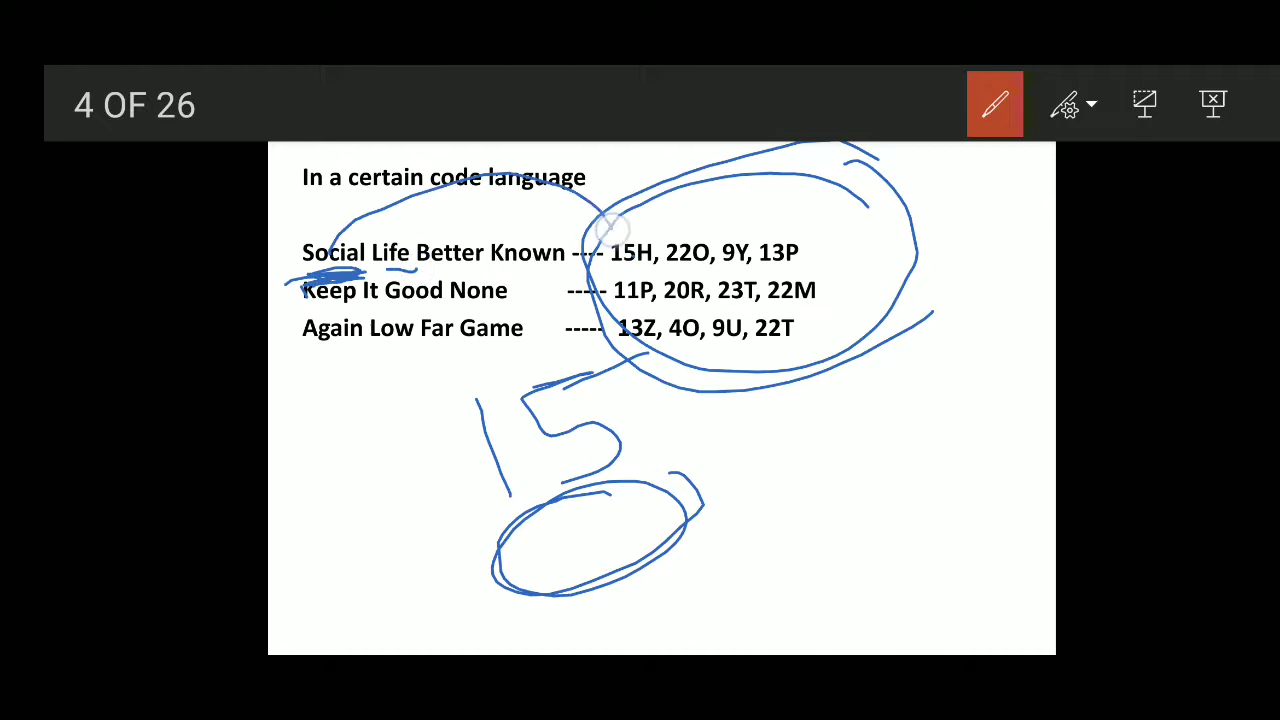 4 OF 26
In a certain code language
Social Life Better Known ---- 15H, 22O, 9Y, 13P
Keep It Good None ----- 11P, 20R, 23T, 22M
Again Low Far Game ----- 13Z, 4O, 9U, 22T
15